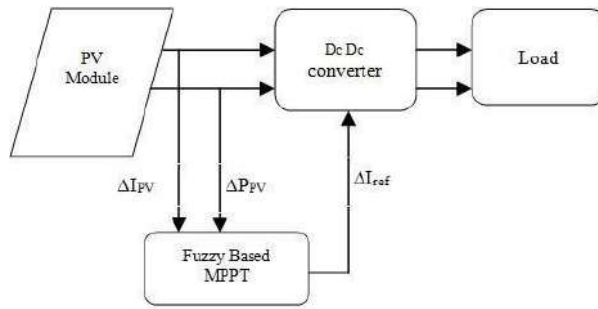 PV
Module
Dc Dc
converter
Load
ΔIPV
ΔPPV
ΔIref
Fuzzy Based
MPPT